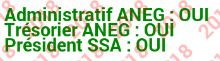 Administratif ANEG : OUI
Trésorier ANEG : OUI
Président SSA : OUI